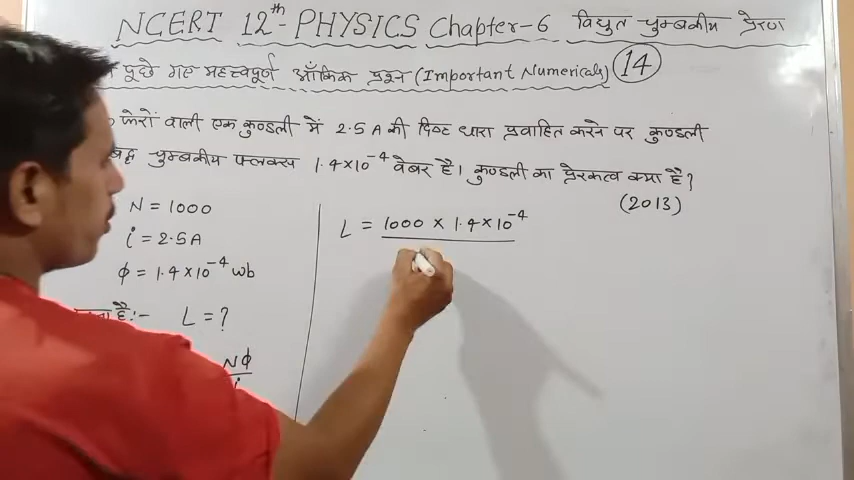 NCERT 12th - PHYSICS Chapter-6 विद्युत चुम्बकीय प्रेरण
पूछे गए महत्त्वपूर्ण आँकिक प्रश्न (Important Numericals) 14
फेरों वाली एक कुण्डली में 2.5 A की दिष्ट धारा प्रवाहित करने पर कुण्डली
चुम्बकीय फ्लक्स 1.4×10⁻⁴ वेबर है। कुण्डली का प्रेरकत्व क्या है?
(2013)
N = 1000
i = 2.5A
ϕ = 1.4×10⁻⁴ wb
है:- L = ?
Nϕ
i
L = 1000 × 1.4×10⁻⁴